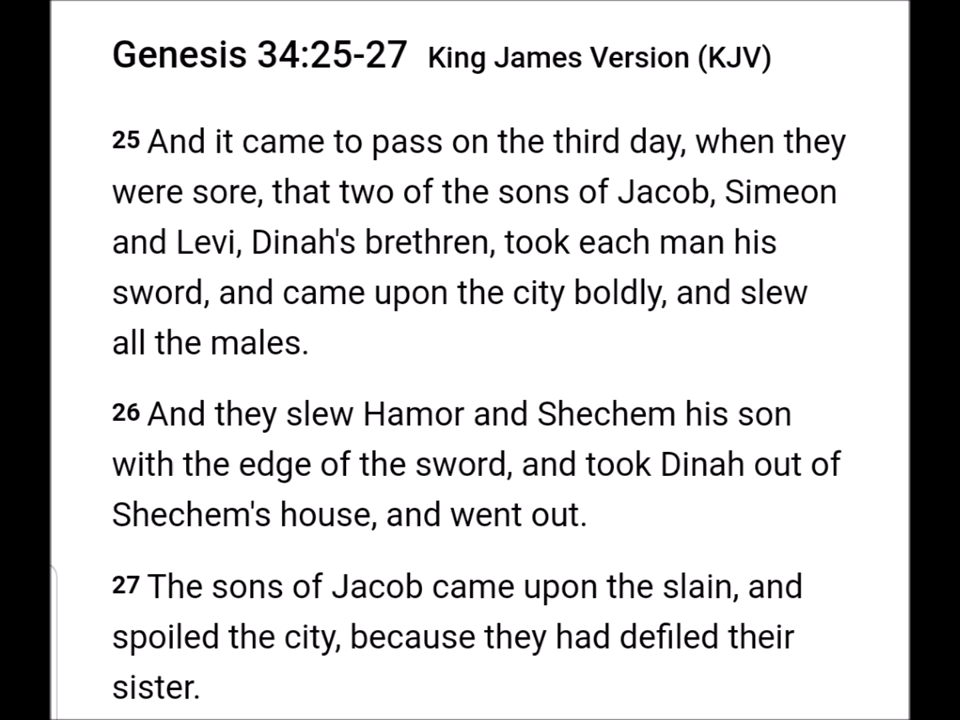 Genesis 34:25-27 King James Version (KJV)
25 And it came to pass on the third day, when they
were sore, that two of the sons of Jacob, Simeon
and Levi, Dinah's brethren, took each man his
sword, and came upon the city boldly, and slew
all the males.
26 And they slew Hamor and Shechem his son
with the edge of the sword, and took Dinah out of
Shechem's house, and went out.
27 The sons of Jacob came upon the slain, and
spoiled the city, because they had defiled their
sister.